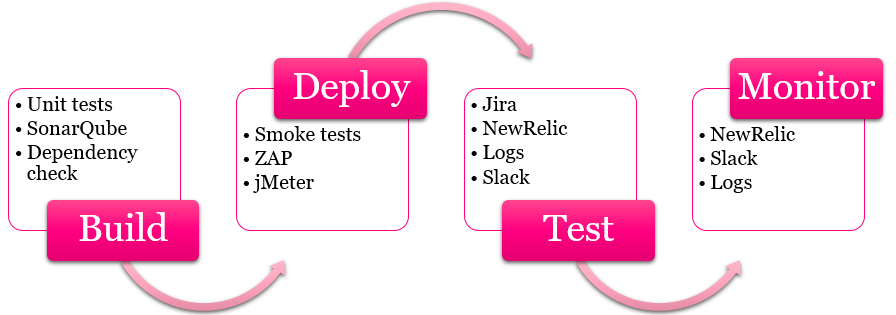 • Unit tests
• SonarQube
• Dependency
check
Build
Deploy
• Smoke tests
• ZAP
• jMeter
• Jira
• NewRelic
• Logs
• Slack
Test
Monitor
• NewRelic
• Slack
• Logs